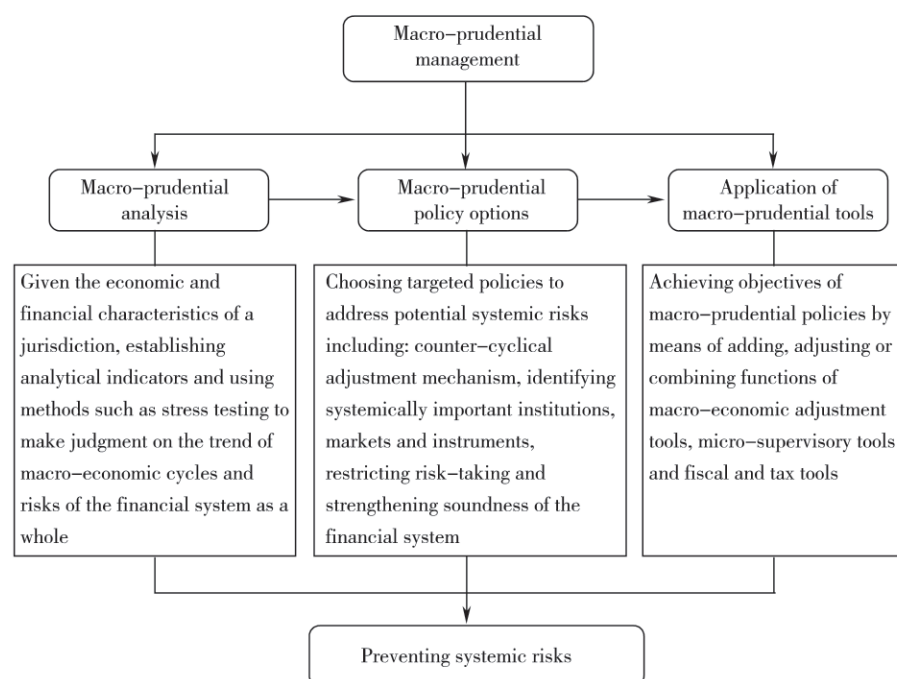 Macro-prudential
management
Macro-prudential
analysis
Macro-prudential
policy options
Application of
macro-prudential tools
Given the economic and
financial characteristics of a
jurisdiction, establishing
analytical indicators and using
methods such as stress testing to
make judgment on the trend of
macro-economic cycles and
risks of the financial system as a
whole
Choosing targeted policies to
address potential systemic risks
including: counter-cyclical
adjustment mechanism, identifying
systemically important institutions,
markets and instruments,
restricting risk-taking and
strengthening soundness of the
financial system
Achieving objectives of
macro-prudential policies by
means of adding, adjusting or
combining functions of
macro-economic adjustment
tools, micro-supervisory tools
and fiscal and tax tools
Preventing systemic risks